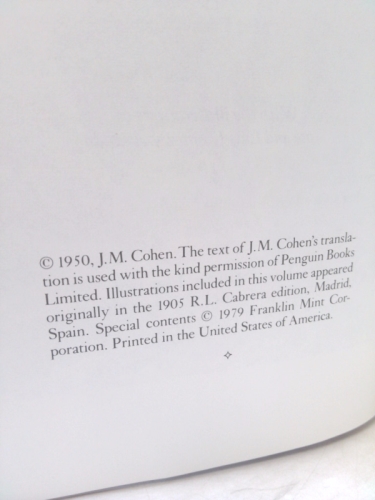 © 1950, J.M. Cohen. The text of J.M. Cohen's transla-
tion is used with the kind permission of Penguin Books
Limited. Illustrations included in this volume appeared
originally in the 1905 R.L. Cabrera edition, Madrid,
Spain. Special contents © 1979 Franklin Mint Cor-
poration. Printed in the United States of America.